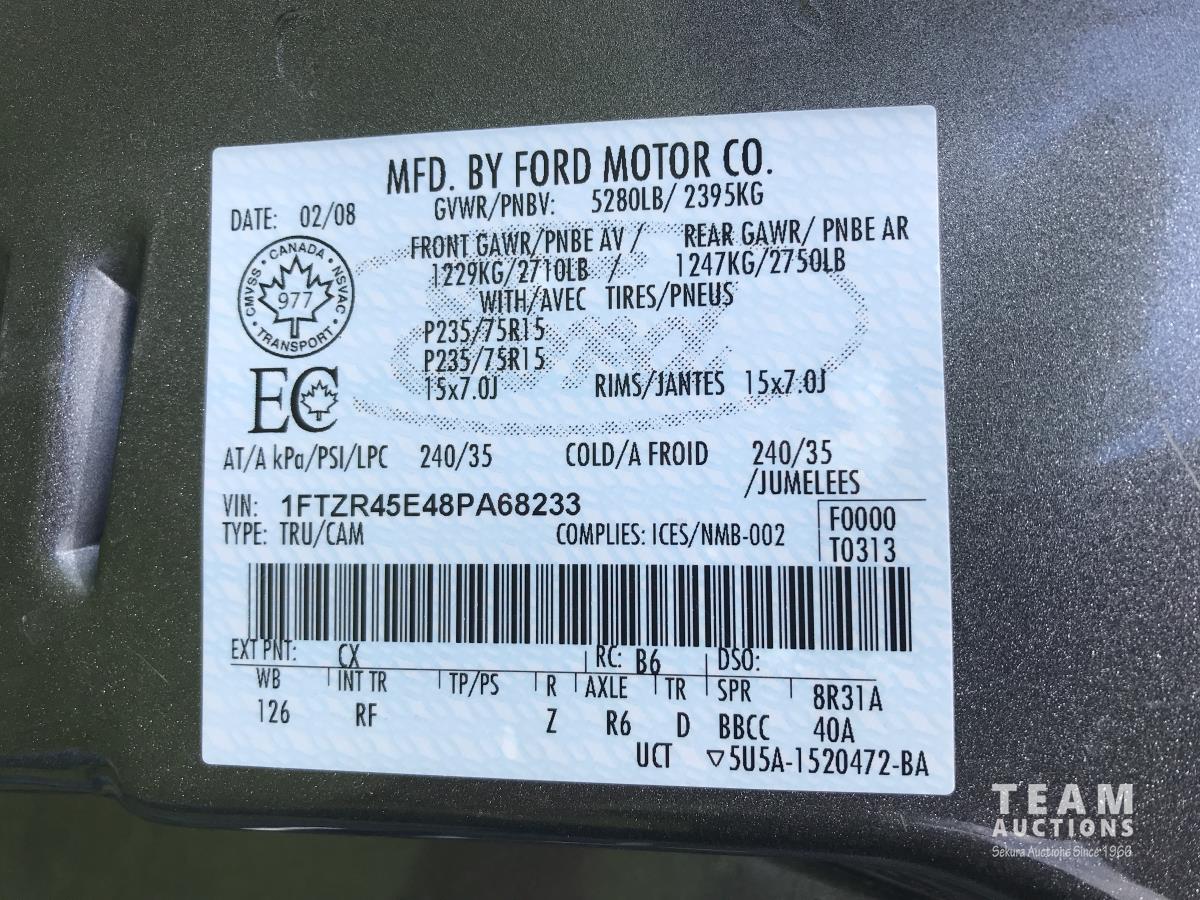 MFD. BY FORD MOTOR CO.
DATE: 02/08 GVWR/PNBV: 5280LB/ 2395KG
FRONT GAWR/PNBE AV / REAR GAWR/ PNBE AR
1229KG/2710LB / 1247KG/2750LB
WITH/AVEC TIRES/PNEUS
CANADA
CMVSS • NSVAC
977
TRANSPORT
P235/75R15
P235/75R15
15x7.0J RIMS/JANTES 15x7.0J
EC
AT/A kPa/PSI/LPC 240/35 COLD/A FROID 240/35
/JUMELEES
VIN: 1FTZR45E48PA68233 F0000
TYPE: TRU/CAM COMPLIES: ICES/NMB-002 T0313
EXT PNT: CX RC: B6 DSO:
WB INT TR TP/PS R AXLE TR SPR 8R31A
126 RF Z R6 D BBCC 40A
UCT ▽5U5A-1520472-BA
TEAM
AUCTIONS
Sekura Auctions Since 1966